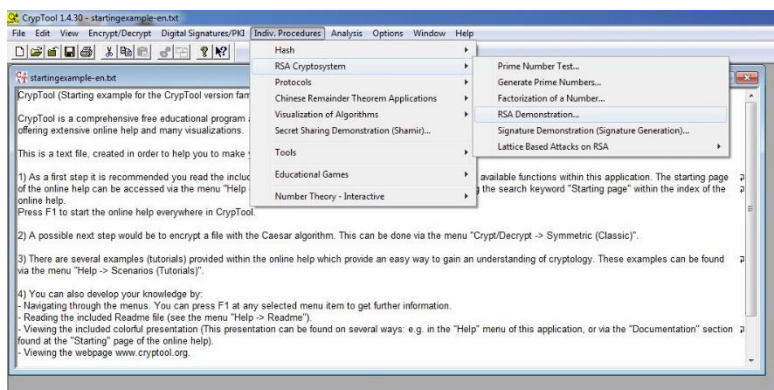 CrypTool 1.4.30 - startingexample-en.txt
File Edit View Encrypt/Decrypt Digital Signatures/PKI Indiv. Procedures Analysis Options Window Help
startingexample-en.txt
Hash
RSA Cryptosystem
Protocols
Chinese Remainder Theorem Applications
Visualization of Algorithms
Secret Sharing Demonstration (Shamir)...
Tools
Educational Games
Number Theory - Interactive
Prime Number Test...
Generate Prime Numbers...
Factorization of a Number...
RSA Demonstration...
Signature Demonstration (Signature Generation)...
Lattice Based Attacks on RSA
CrypTool (Starting example for the CrypTool version fam
CrypTool is a comprehensive free educational program
offering extensive online help and many visualizations.
This is a text file, created in order to help you to make
1) As a first step it is recommended you read the includ available functions within this application. The starting page
of the online help can be accessed via the menu "Help the search keyword "Starting page" within the index of the
online help.
Press F1 to start the online help everywhere in CrypTool.
2) A possible next step would be to encrypt a file with the Caesar algorithm. This can be done via the menu "Crypt/Decrypt -> Symmetric (Classic)".
3) There are several examples (tutorials) provided within the online help which provide an easy way to gain an understanding of cryptology. These examples can be found
via the menu "Help -> Scenarios (Tutorials)".
4) You can also develop your knowledge by:
- Navigating through the menus. You can press F1 at any selected menu item to get further information.
- Reading the included Readme file (see the menu "Help -> Readme").
- Viewing the included colorful presentation (This presentation can be found on several ways: e.g. in the "Help" menu of this application, or via the "Documentation" section
found at the "Starting" page of the online help).
- Viewing the webpage www.cryptool.org.